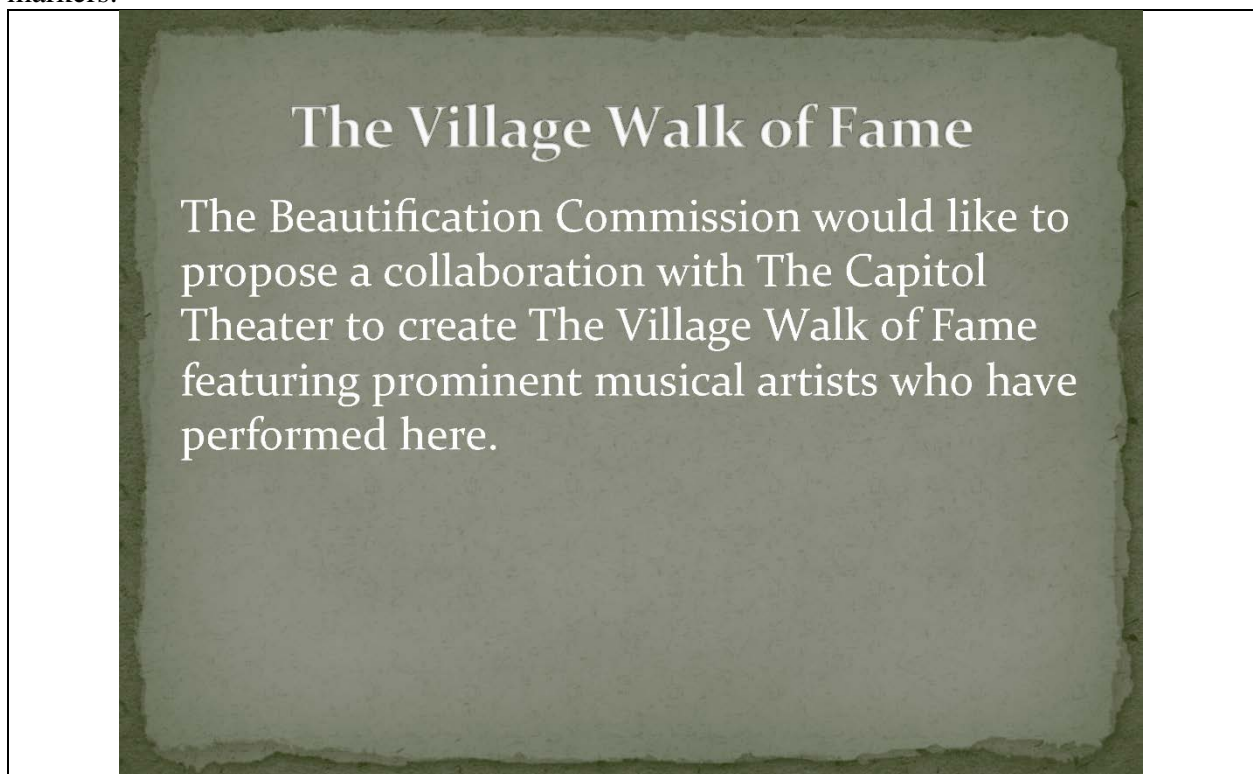 markers.
The Village Walk of Fame
The Beautification Commission would like to
propose a collaboration with The Capitol
Theater to create The Village Walk of Fame
featuring prominent musical artists who have
performed here.